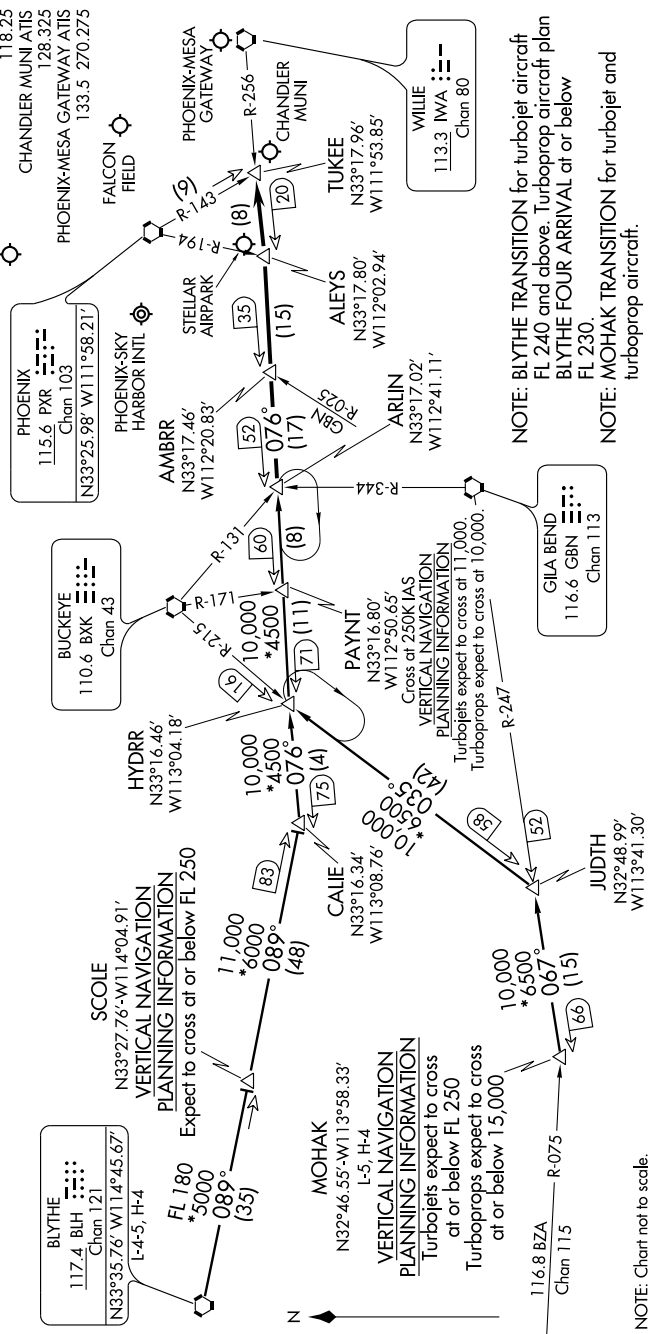 118.25
CHANDLER MUNI ATIS
128.325
PHOENIX-MESA GATEWAY ATIS
133.5 270.275
BLYTHE
117.4 BLH
Chan 121
N33°35.76' W114°45.67'
L-4-5, H-4
FL 180
*5000
089°
(35)
SCOLE
N33°27.76'-W114°04.91'
VERTICAL NAVIGATION
PLANNING INFORMATION
Expect to cross at or below FL 250
11,000
*6000
089°
(48)
83
CALIE
N33°16.34'
W113°08.76'
75
10,000
*4500
076°
(4)
HYDRR
N33°16.46'
W113°04.18'
16
71
BUCKEYE
110.6 BXK
Chan 43
R-215
R-171
R-131
10,000
*4500
(11)
PAYNT
N33°16.80'
W112°50.65'
Cross at 250K IAS
VERTICAL NAVIGATION
PLANNING INFORMATION
Turbojets expect to cross at 11,000.
Turboprops expect to cross at 10,000.
60
(8)
ARLIN
N33°17.02'
W112°41.11'
52
076°
(17)
AMBRR
N33°17.46'
W112°20.83'
GBN
R-025
35
(15)
ALEYS
N33°17.80'
W112°02.94'
20
(8)
TUKEE
N33°17.96'
W111°53.85'
PHOENIX
115.6 PXR
Chan 103
N33°25.98' W111°58.21'
R-194
R-143
(9)
PHOENIX-SKY
HARBOR INTL
STELLAR
AIRPARK
FALCON
FIELD
PHOENIX-MESA
GATEWAY
CHANDLER
MUNI
R-256
WILLIE
113.3 IWA
Chan 80
GILA BEND
116.6 GBN
Chan 113
R-344
R-247
MOHAK
N32°46.55'-W113°58.33'
L-5, H-4
VERTICAL NAVIGATION
PLANNING INFORMATION
Turbojets expect to cross
at or below FL 250
Turboprops expect to cross
at or below 15,000
116.8 BZA
Chan 115
R-075
66
10,000
*6500
067°
(15)
JUDTH
N32°48.99'
W113°41.30'
52
58
10,000
*6500
035°
(42)
N
NOTE: BLYTHE TRANSITION for turbojet aircraft
FL 240 and above. Turboprop aircraft plan
BLYTHE FOUR ARRIVAL at or below
FL 230.
NOTE: MOHAK TRANSITION for turbojet and
turboprop aircraft.
NOTE: Chart not to scale.